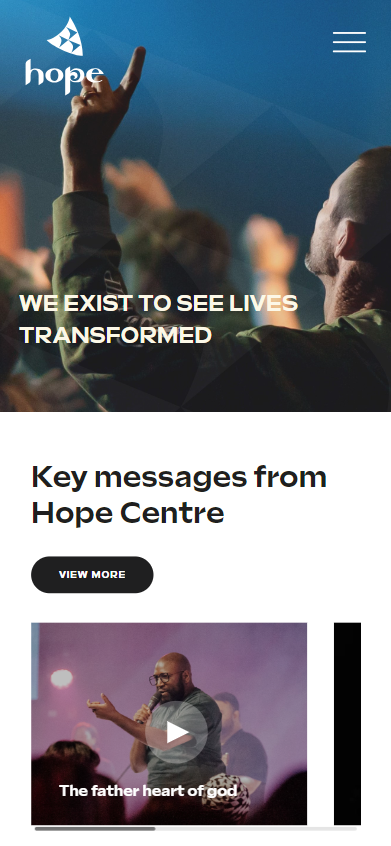 hope
WE EXIST TO SEE LIVES
TRANSFORMED
Key messages from
Hope Centre
VIEW MORE
The father heart of god